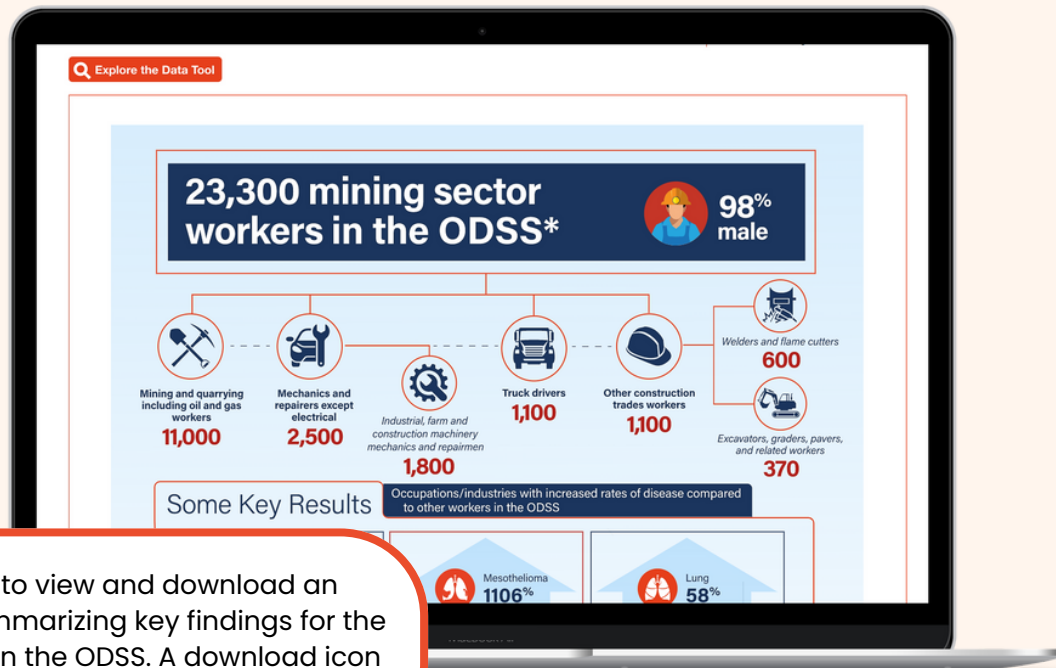 Explore the Data Tool
23,300 mining sector
workers in the ODSS*
98%
male
Mining and quarrying
including oil and gas
workers
11,000
Mechanics and
repairers except
electrical
2,500
Industrial, farm and
construction machinery
mechanics and repairmen
1,800
Truck drivers
1,100
Other construction
trades workers
1,100
Welders and flame cutters
600
Excavators, graders, pavers,
and related workers
370
Some Key Results
Occupations/industries with increased rates of disease compared
to other workers in the ODSS
Mesothelioma
1106%
Lung
58%
to view and download an
mmarizing key findings for the
n the ODSS. A download icon